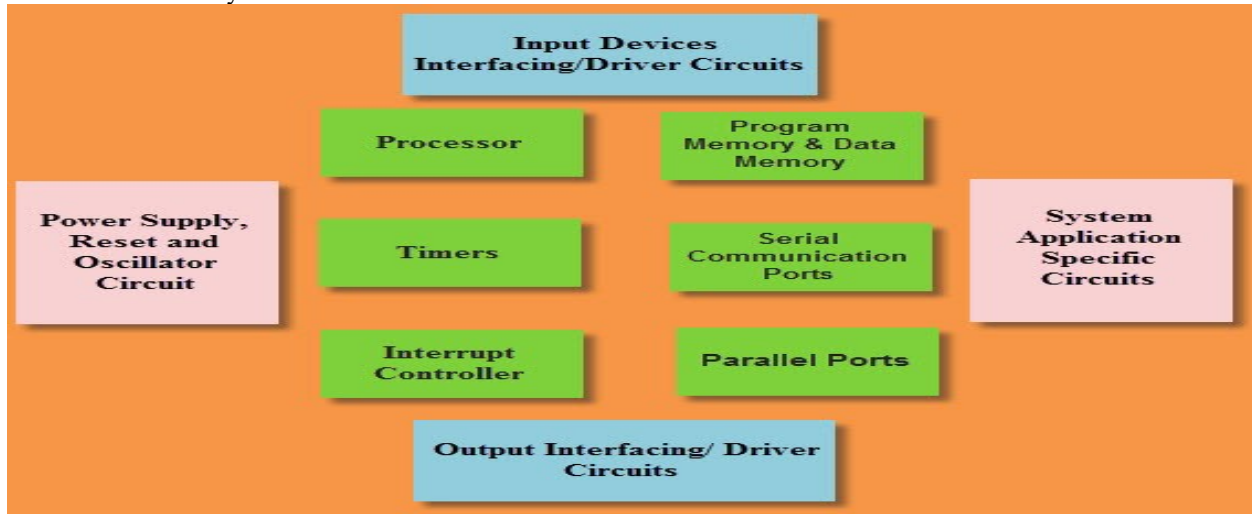 Input Devices
Interfacing/Driver Circuits
Processor
Program
Memory & Data
Memory
Power Supply,
Reset and
Oscillator
Circuit
Timers
Serial
Communication
Ports
System
Application
Specific
Circuits
Interrupt
Controller
Parallel Ports
Output Interfacing/ Driver
Circuits